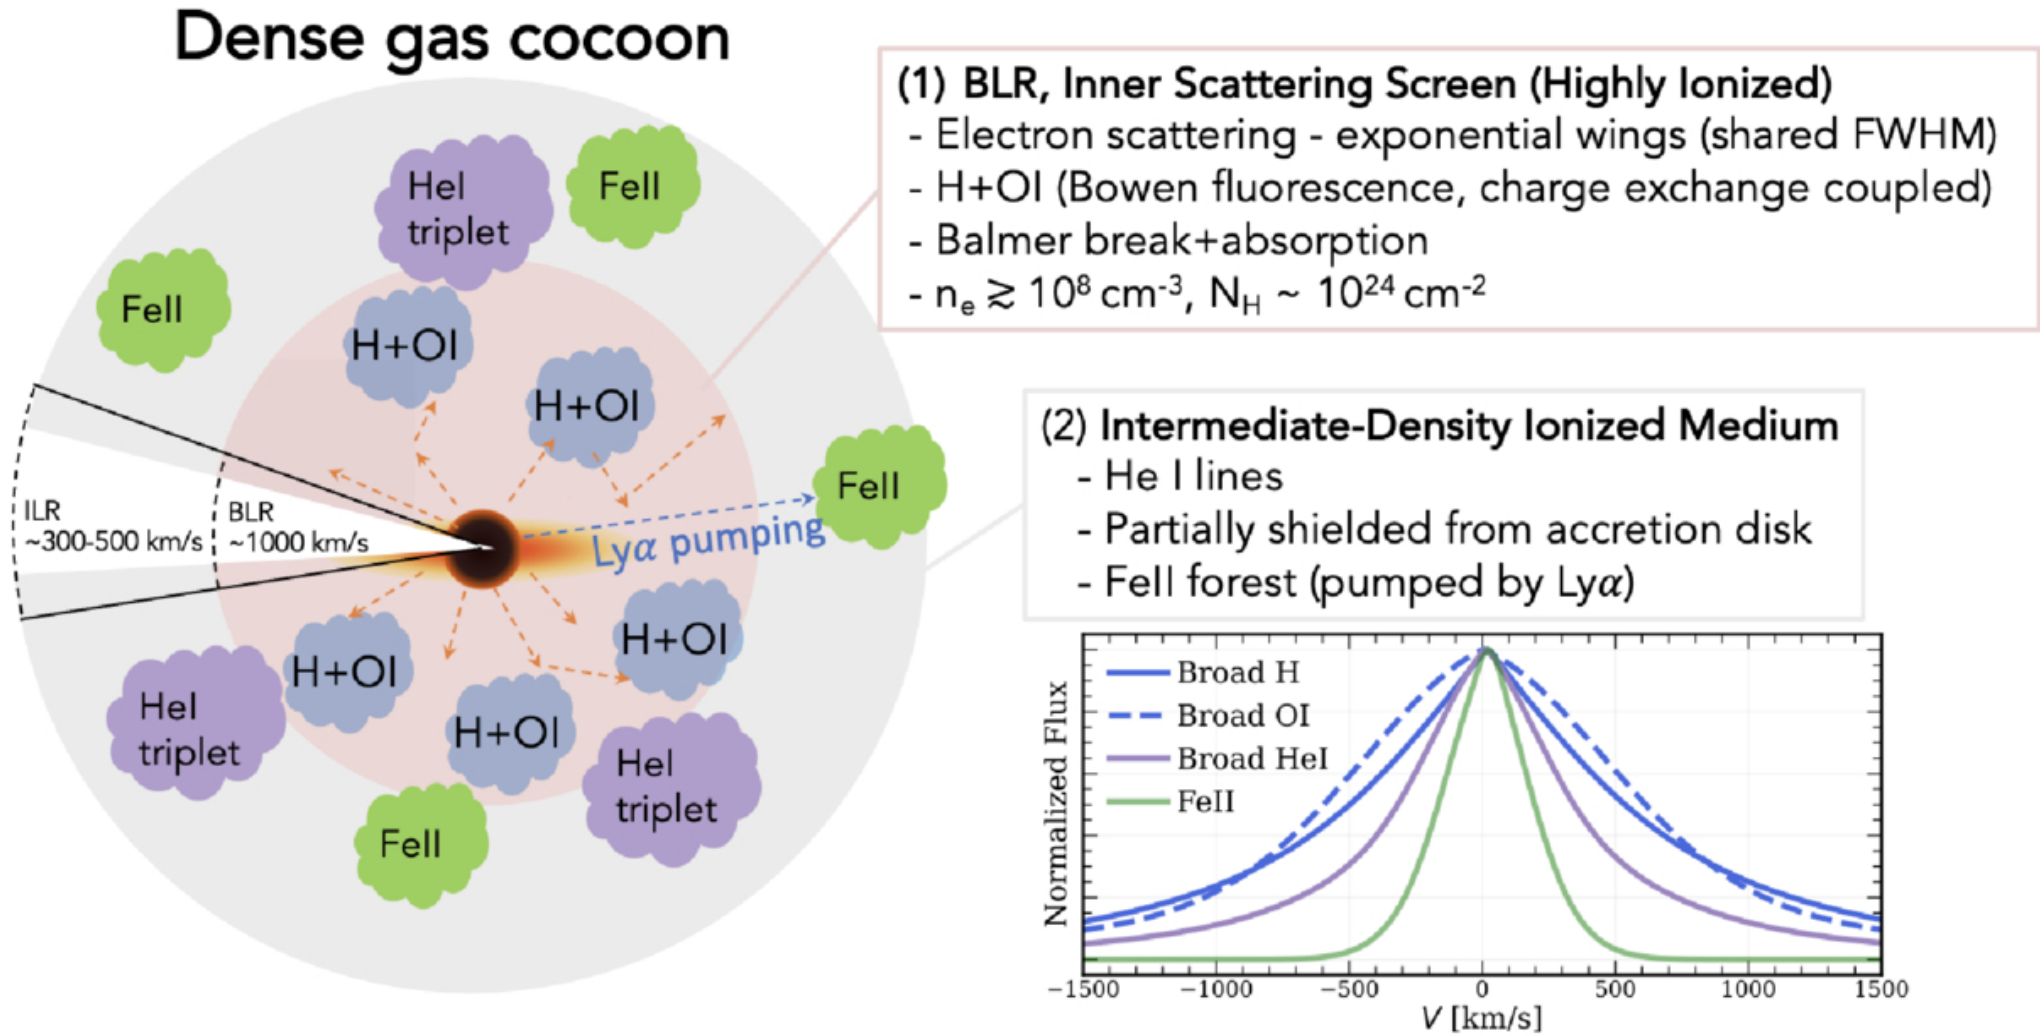 Dense gas cocoon
HeI
triplet
FeII
FeII
H+OI
H+OI
FeII
ILR
~300-500 km/s
BLR
~1000 km/s
Lyα pumping
H+OI
H+OI
H+OI
HeI
triplet
HeI
triplet
FeII
(1) BLR, Inner Scattering Screen (Highly Ionized)
- Electron scattering - exponential wings (shared FWHM)
- H+OI (Bowen fluorescence, charge exchange coupled)
- Balmer break+absorption
- nₑ ≳ 10⁸ cm⁻³, N_H ~ 10²⁴ cm⁻²
(2) Intermediate-Density Ionized Medium
- He I lines
- Partially shielded from accretion disk
- FeII forest (pumped by Lyα)
Broad H
Broad OI
Broad HeI
FeII
Normalized Flux
−1500 −1000 −500 0 500 1000 1500
V [km/s]